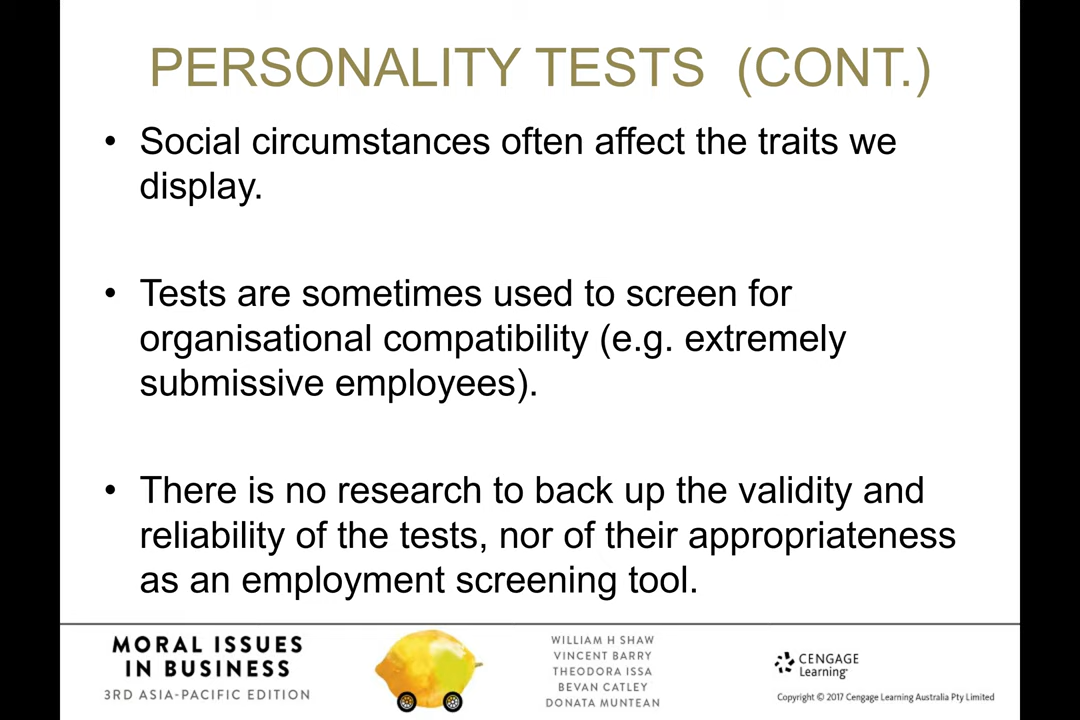 PERSONALITY TESTS (CONT.)
• Social circumstances often affect the traits we
display.
• Tests are sometimes used to screen for
organisational compatibility (e.g. extremely
submissive employees).
• There is no research to back up the validity and
reliability of the tests, nor of their appropriateness
as an employment screening tool.
MORAL ISSUES
IN BUSINESS
3RD ASIA-PACIFIC EDITION
WILLIAM H SHAW
VINCENT BARRY
THEODORA ISSA
BEVAN CATLEY
DONATA MUNTEAN
CENGAGE
Learning
Copyright © 2017 Cengage Learning Australia Pty Limited